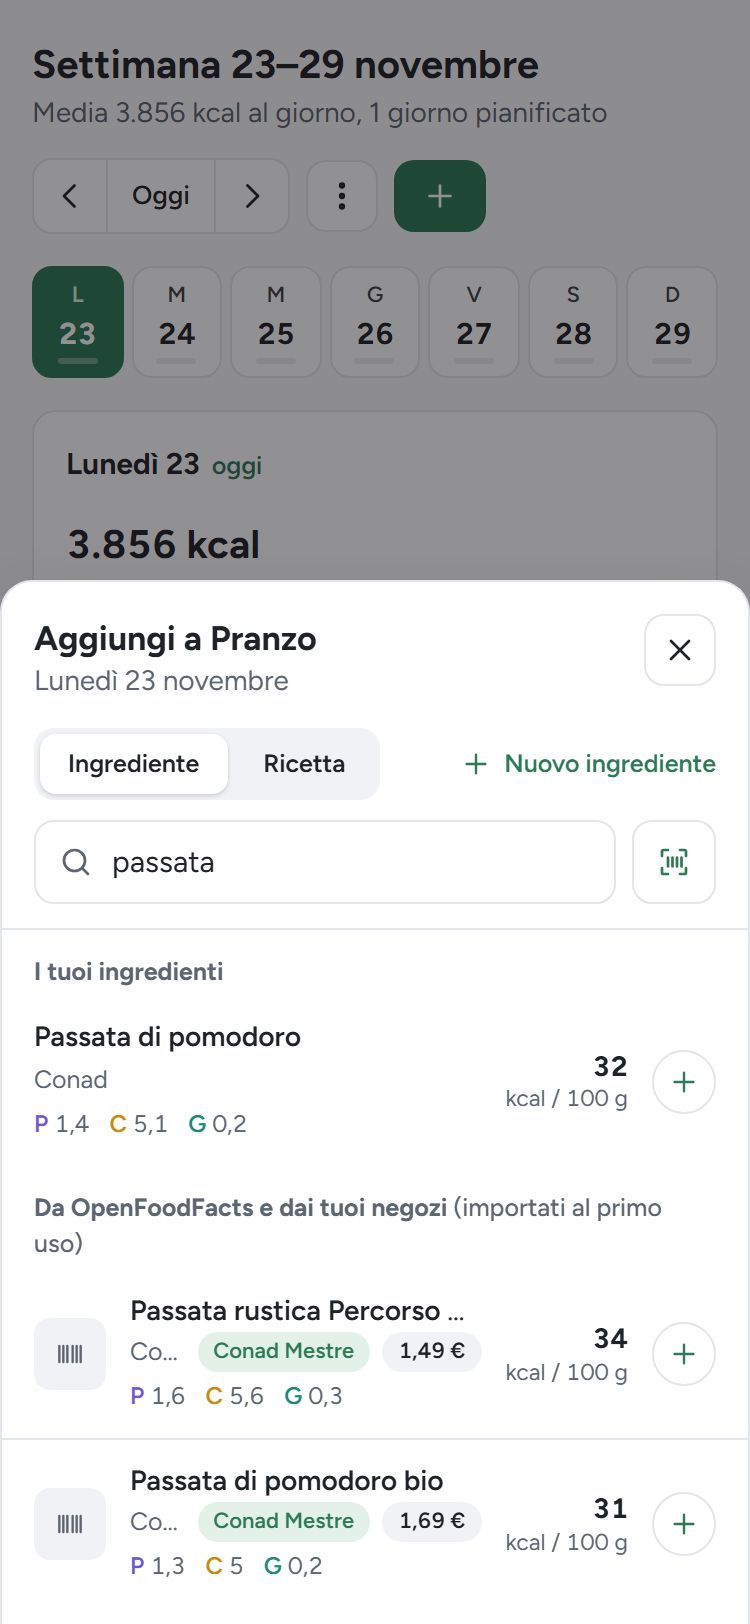 Settimana 23–29 novembre
Media 3.856 kcal al giorno, 1 giorno pianificato
Oggi
L M M G V S D
23 24 25 26 27 28 29
Lunedì 23 oggi
3.856 kcal
Aggiungi a Pranzo
Lunedì 23 novembre
Ingrediente Ricetta + Nuovo ingrediente
passata
I tuoi ingredienti
Passata di pomodoro
Conad
P 1,4 C 5,1 G 0,2
32
kcal / 100 g
Da OpenFoodFacts e dai tuoi negozi (importati al primo
uso)
Passata rustica Percorso ...
Co... Conad Mestre 1,49 €
P 1,6 C 5,6 G 0,3
34
kcal / 100 g
Passata di pomodoro bio
Co... Conad Mestre 1,69 €
P 1,3 C 5 G 0,2
31
kcal / 100 g